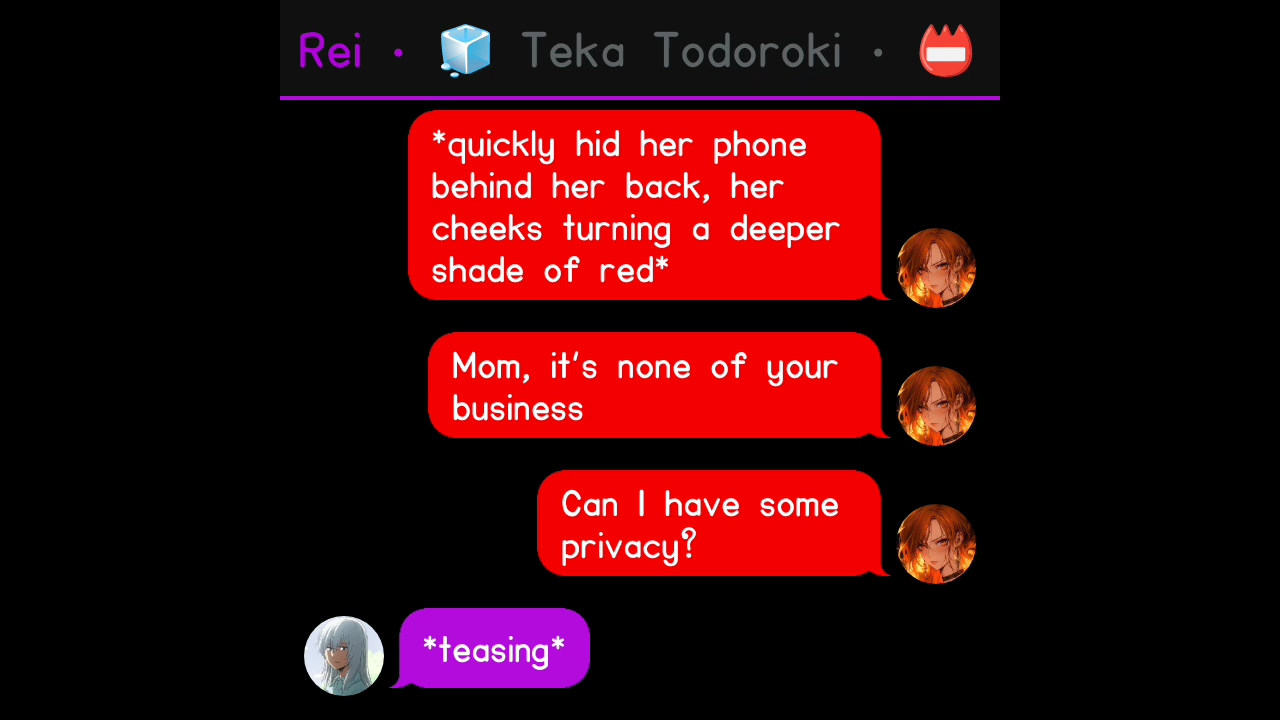 Rei • 🧊 Teka Todoroki • 📛
*quickly hid her phone
behind her back, her
cheeks turning a deeper
shade of red*
Mom, it's none of your
business
Can I have some
privacy?
*teasing*